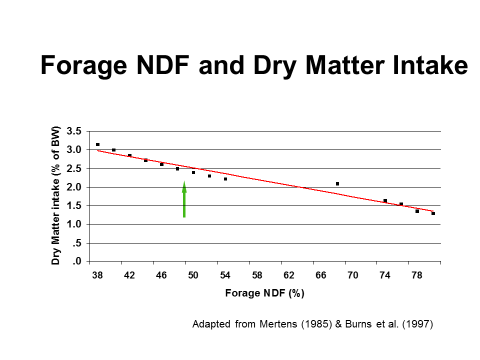 Forage NDF and Dry Matter Intake
Dry Matter intake (% of BW)
3.5
3.0
2.5
2.0
1.5
1.0
.5
.0
38 42 46 50 54 58 62 66 70 74 78
Forage NDF (%)
Adapted from Mertens (1985) & Burns et al. (1997)